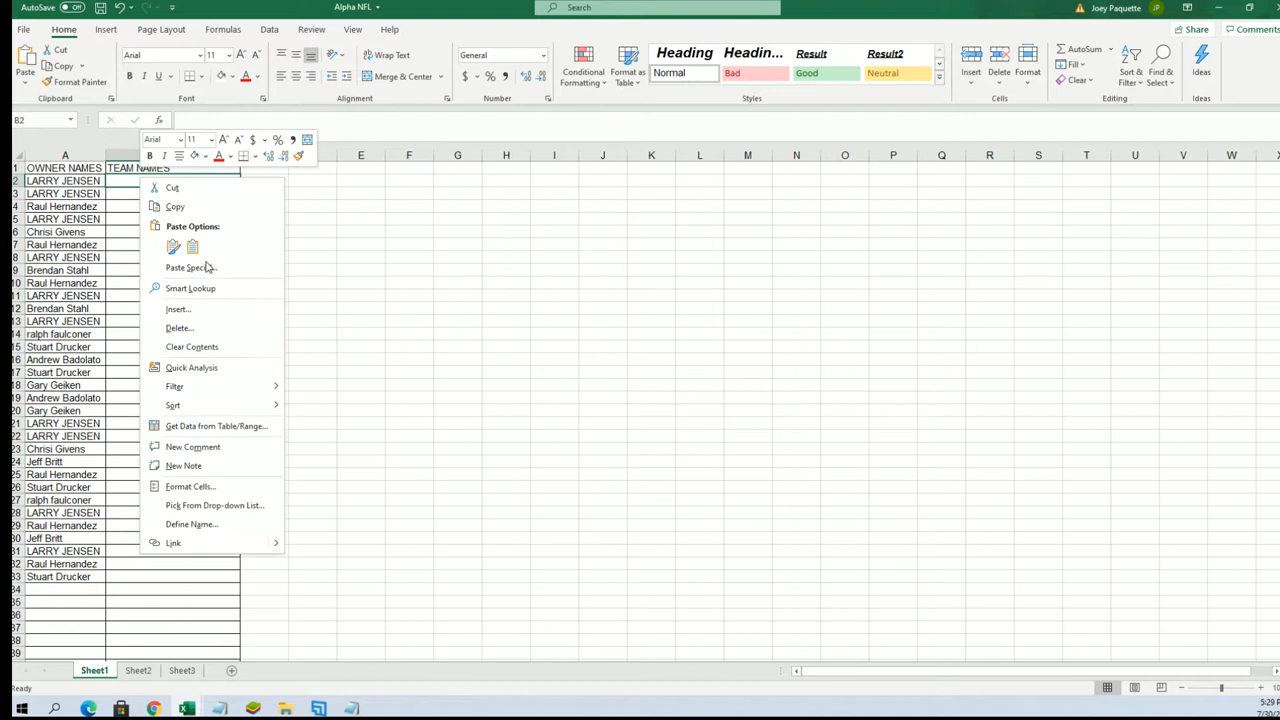 AutoSave Off Alpha NFL Search Joey Paquette JP
File Home Insert Page Layout Formulas Data Review View Help Share Comments
Paste Cut Copy Format Painter Clipboard
Arial 11 B I U A Font
Wrap Text Merge & Center Alignment
General $ % Number
Conditional Formatting Format as Table
Heading Headin... Result Result2
Normal Bad Good Neutral
Styles
Insert Delete Format Cells
AutoSum Fill Clear Sort & Filter Find & Select Editing
Ideas Ideas
B2 fx
Arial 11 A A $ % 9
B I A
A E F G H I J K L M N O P Q R S T U V W X
1 OWNER NAMES TEAM NAMES
2 LARRY JENSEN
3 LARRY JENSEN
4 Raul Hernandez
5 LARRY JENSEN
6 Chrisi Givens
7 Raul Hernandez
8 LARRY JENSEN
9 Brendan Stahl
10 Raul Hernandez
11 LARRY JENSEN
12 Brendan Stahl
13 LARRY JENSEN
14 ralph faulconer
15 Stuart Drucker
16 Andrew Badolato
17 Stuart Drucker
18 Gary Geiken
19 Andrew Badolato
20 Gary Geiken
21 LARRY JENSEN
22 LARRY JENSEN
23 Chrisi Givens
24 Jeff Britt
25 Raul Hernandez
26 Stuart Drucker
27 ralph faulconer
28 LARRY JENSEN
29 Raul Hernandez
30 Jeff Britt
31 LARRY JENSEN
32 Raul Hernandez
33 Stuart Drucker
34
35
36
37
38
39
Cut
Copy
Paste Options:
Paste Speci...
Smart Lookup
Insert...
Delete...
Clear Contents
Quick Analysis
Filter
Sort
Get Data from Table/Range...
New Comment
New Note
Format Cells...
Pick From Drop-down List...
Define Name...
Link
Sheet1 Sheet2 Sheet3
Ready 10
5:29 P
7/30/20